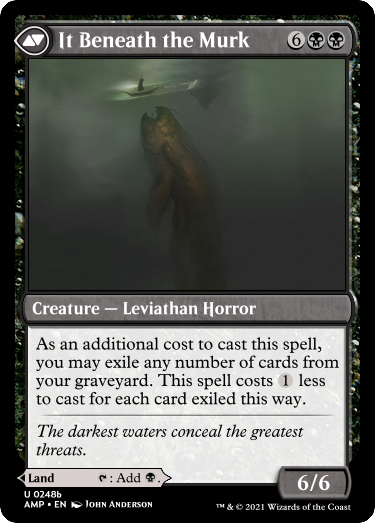 It Beneath the Murk 6
Creature — Leviathan Horror
As an additional cost to cast this spell,
you may exile any number of cards from
your graveyard. This spell costs 1 less
to cast for each card exiled this way.
The darkest waters conceal the greatest
threats.
Land : Add .
6/6
U 0248b
AMP • EN JOHN ANDERSON
™ & © 2021 Wizards of the Coast